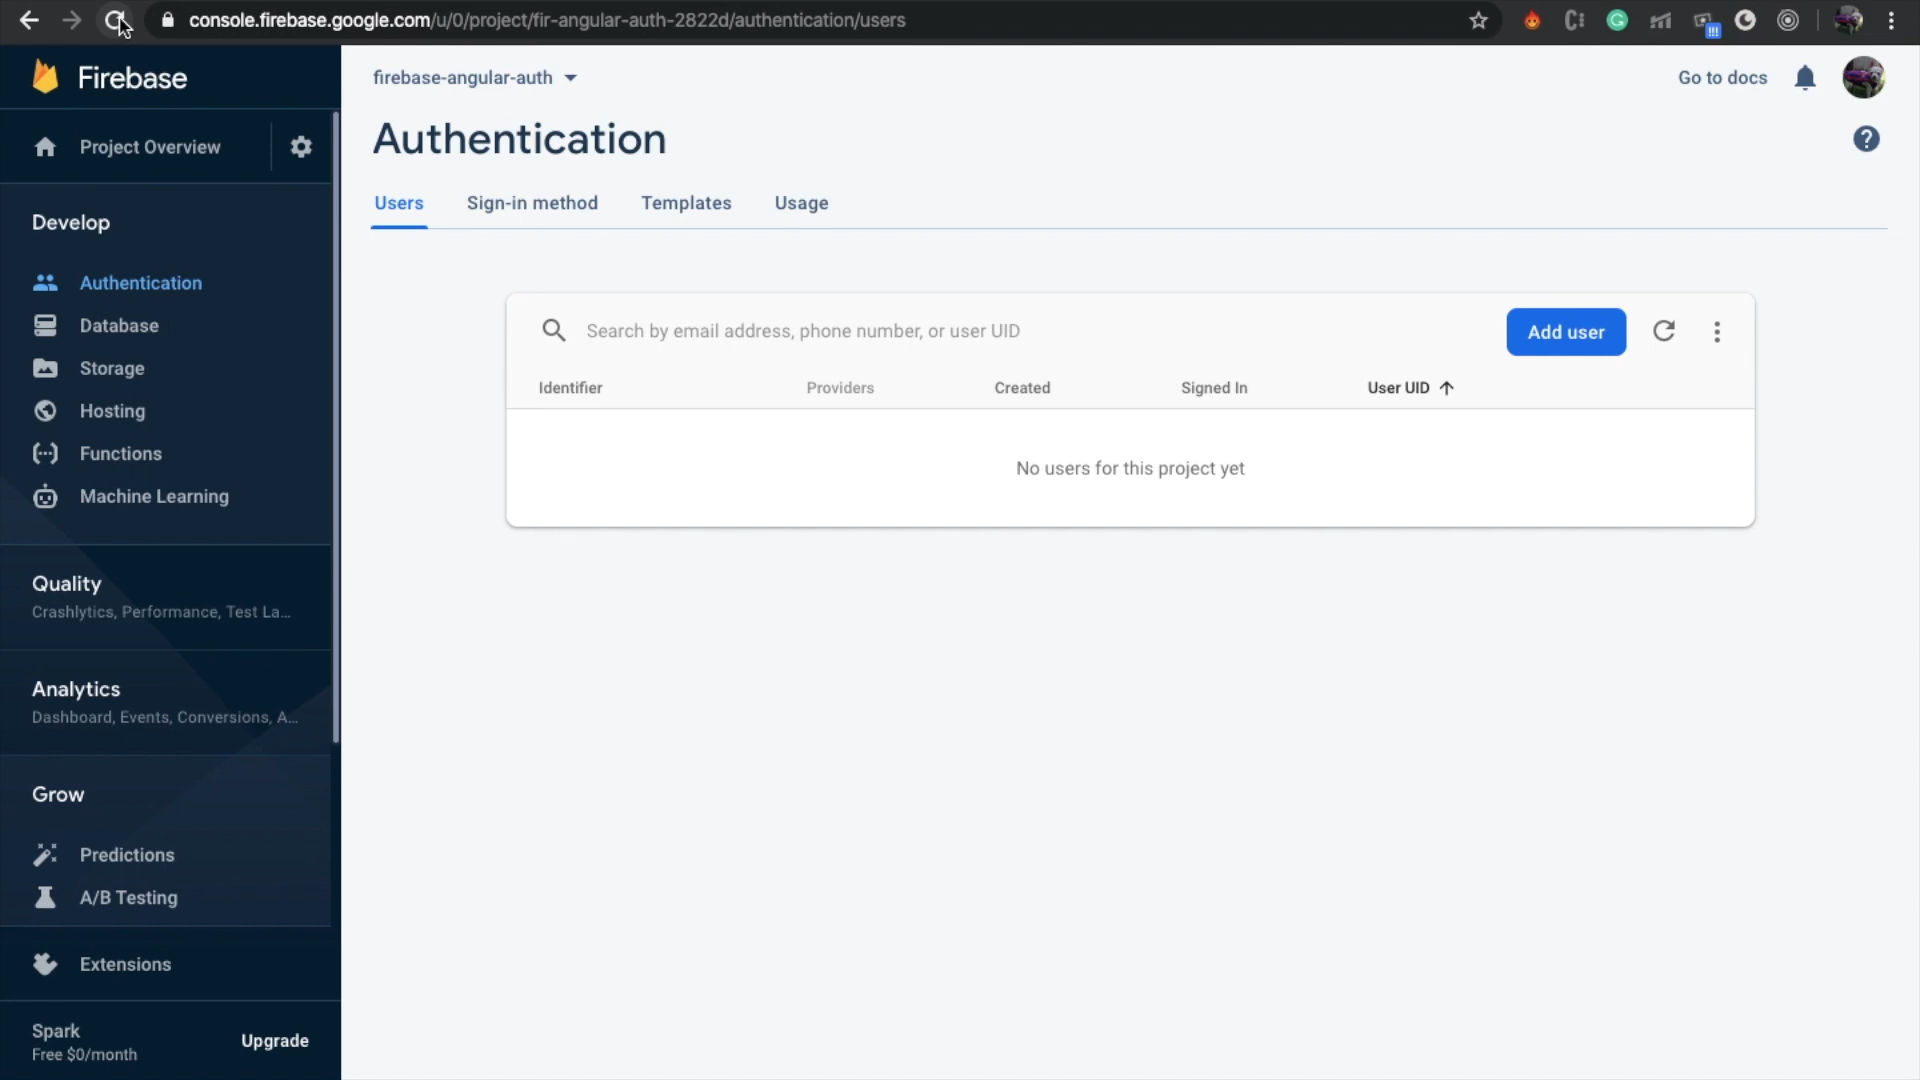 console.firebase.google.com/u/0/project/fir-angular-auth-2822d/authentication/users
Firebase
firebase-angular-auth
Go to docs
Project Overview
Authentication
Users
Sign-in method
Templates
Usage
Develop
Authentication
Database
Storage
Hosting
Functions
Machine Learning
Quality
Crashlytics, Performance, Test La...
Analytics
Dashboard, Events, Conversions, A...
Grow
Predictions
A/B Testing
Extensions
Spark
Free $0/month
Upgrade
Search by email address, phone number, or user UID
Add user
Identifier
Providers
Created
Signed In
User UID
No users for this project yet